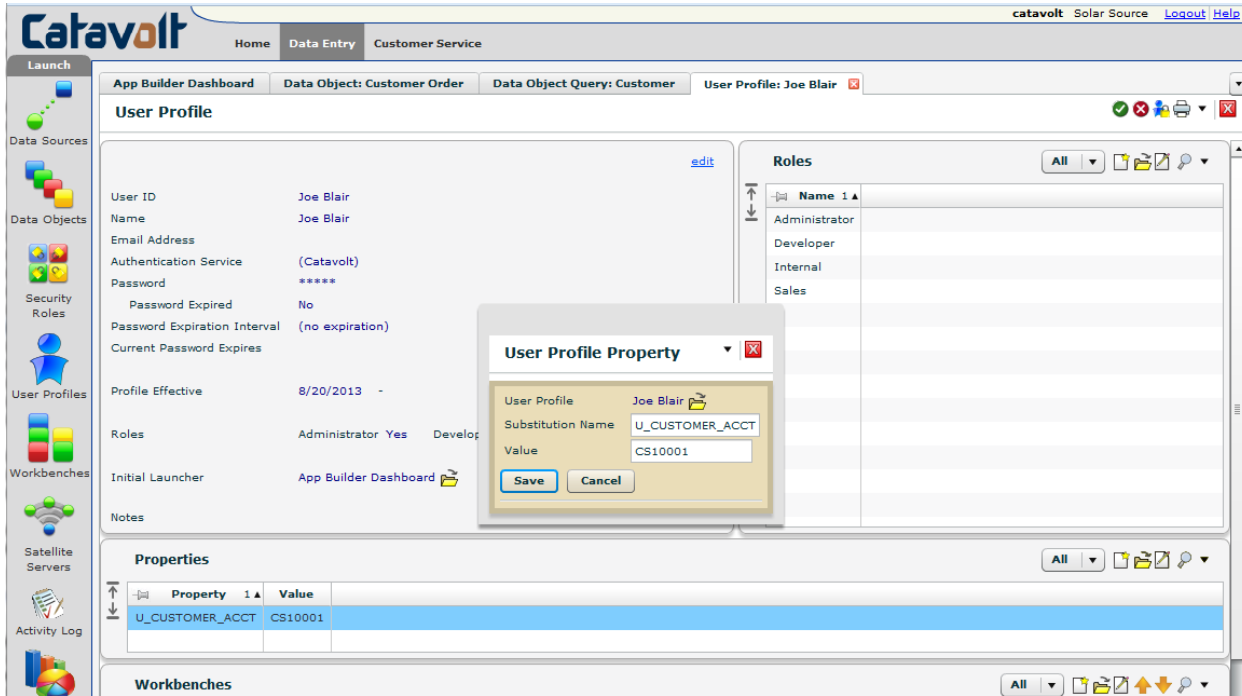 catavolt Solar Source Logout Help
Catavolt
Home Data Entry Customer Service
Launch
Data Sources
Data Objects
Security
Roles
User Profiles
Workbenches
Satellite
Servers
Activity Log
App Builder Dashboard Data Object: Customer Order Data Object Query: Customer User Profile: Joe Blair
User Profile
edit
User ID Joe Blair
Name Joe Blair
Email Address
Authentication Service (Catavolt)
Password *****
Password Expired No
Password Expiration Interval (no expiration)
Current Password Expires
Profile Effective 8/20/2013 -
Roles Administrator Yes Develop
Initial Launcher App Builder Dashboard
Notes
Roles All
Name 1
Administrator
Developer
Internal
Sales
User Profile Property
User Profile Joe Blair
Substitution Name U_CUSTOMER_ACCT
Value CS10001
Save Cancel
Properties All
Property 1 Value
U_CUSTOMER_ACCT CS10001
Workbenches All